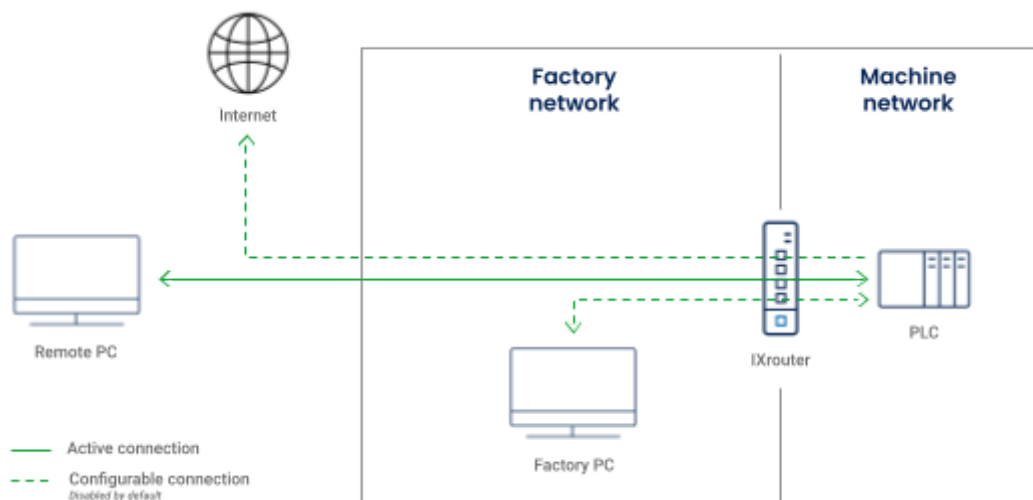 Internet
Factory
network
Machine
network
Remote PC
IXrouter
PLC
Factory PC
Active connection
Configurable connection
Disabled by default